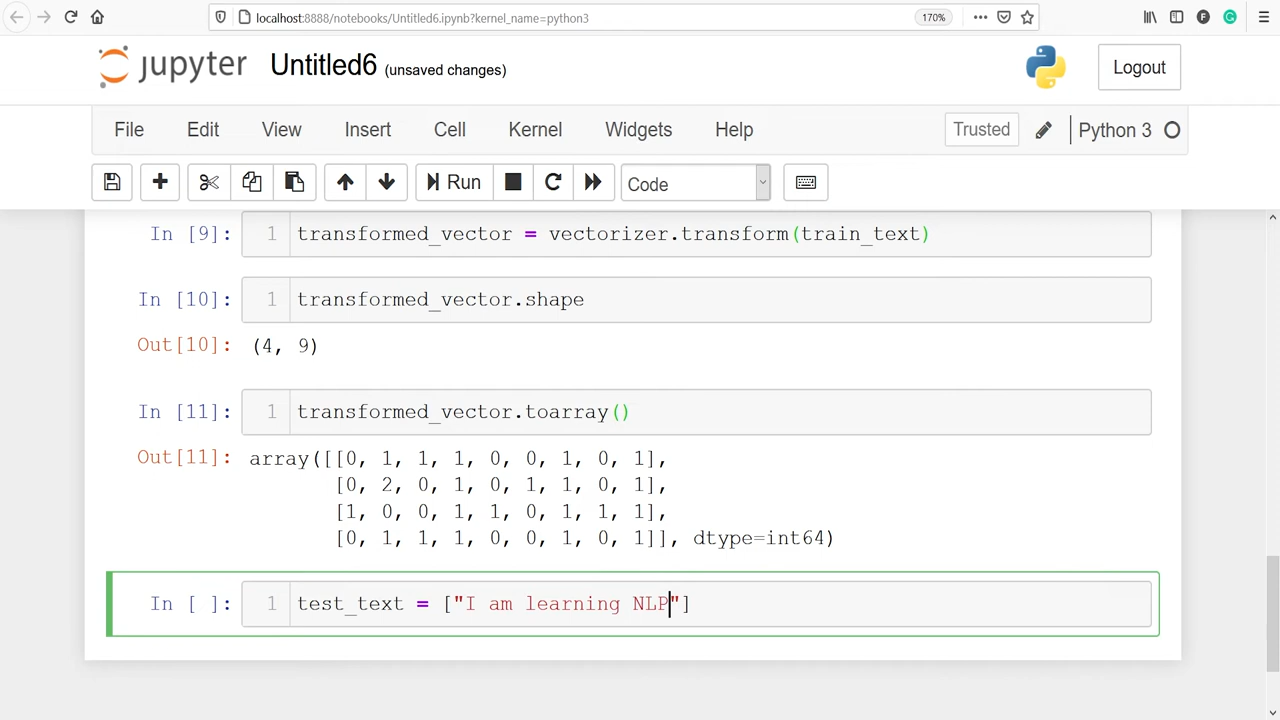 localhost:8888/notebooks/Untitled6.ipynb?kernel_name=python3
170%
jupyter Untitled6 (unsaved changes)
Logout
File Edit View Insert Cell Kernel Widgets Help Trusted Python 3
Run Code
In [9]: 1 transformed_vector = vectorizer.transform(train_text)
In [10]: 1 transformed_vector.shape
Out[10]: (4, 9)
In [11]: 1 transformed_vector.toarray()
Out[11]: array([[0, 1, 1, 1, 0, 0, 1, 0, 1],
[0, 2, 0, 1, 0, 1, 1, 0, 1],
[1, 0, 0, 1, 1, 0, 1, 1, 1],
[0, 1, 1, 1, 0, 0, 1, 0, 1]], dtype=int64)
In [ ]: 1 test_text = ["I am learning NLP"]